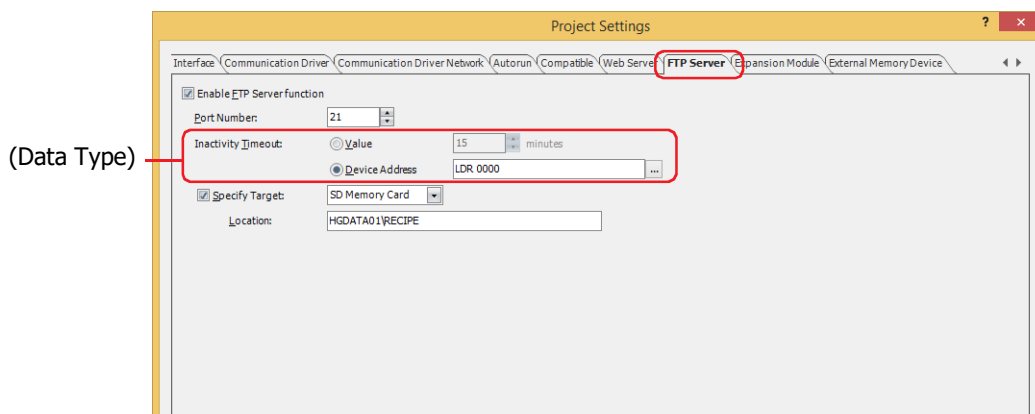 Project Settings
? ×
Interface Communication Driver Communication Driver Network Autorun Compatible Web Server FTP Server Expansion Module External Memory Device
Enable FTP Server function
Port Number: 21
Inactivity Timeout: Value 15 minutes
(Data Type)
Device Address LDR 0000 ...
Specify Target: SD Memory Card
Location: HGDATA01\RECIPE